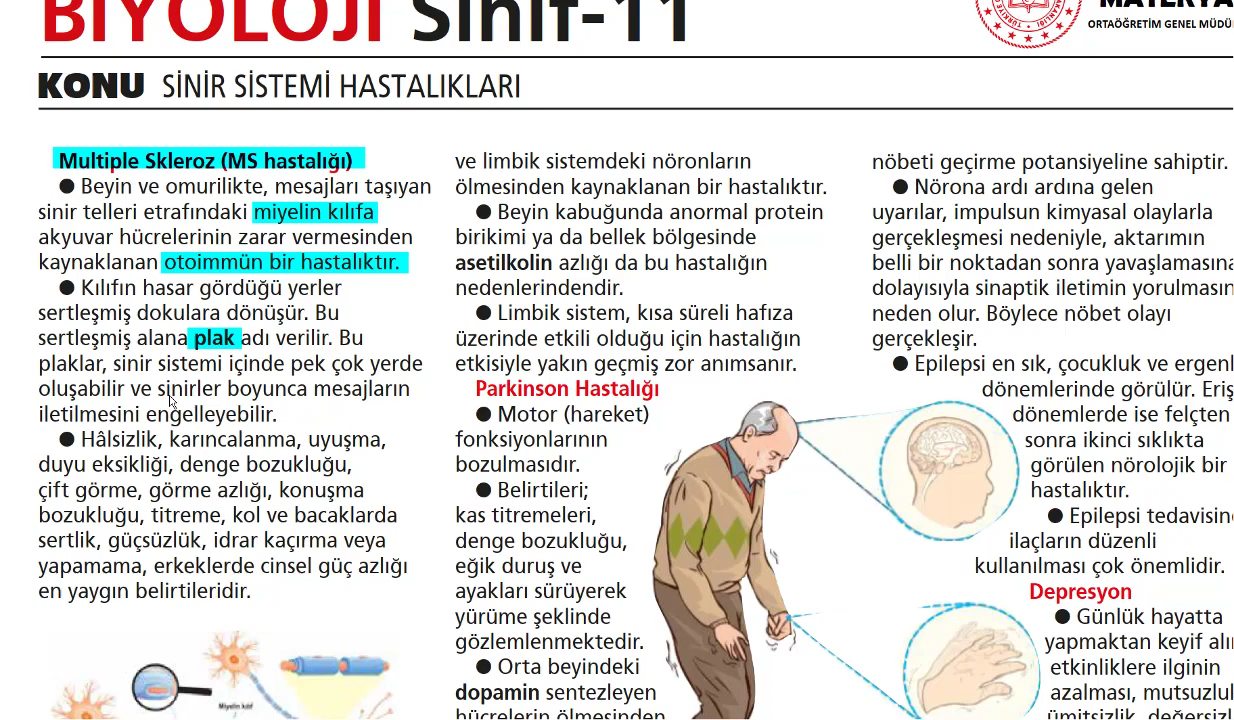 BİYOLOJİ Sınıf-11
MATERYA
ORTAÖĞRETİM GENEL MÜDÜR
KONU SİNİR SİSTEMİ HASTALIKLARI
Multiple Skleroz (MS hastalığı)
● Beyin ve omurilikte, mesajları taşıyan
sinir telleri etrafındaki miyelin kılıfa
akyuvar hücrelerinin zarar vermesinden
kaynaklanan otoimmün bir hastalıktır.
● Kılıfın hasar gördüğü yerler
sertleşmiş dokulara dönüşür. Bu
sertleşmiş alana plak adı verilir. Bu
plaklar, sinir sistemi içinde pek çok yerde
oluşabilir ve sinirler boyunca mesajların
iletilmesini engelleyebilir.
● Hâlsizlik, karıncalanma, uyuşma,
duyu eksikliği, denge bozukluğu,
çift görme, görme azlığı, konuşma
bozukluğu, titreme, kol ve bacaklarda
sertlik, güçsüzlük, idrar kaçırma veya
yapamama, erkeklerde cinsel güç azlığı
en yaygın belirtileridir.
Miyelin kılıf
ve limbik sistemdeki nöronların
ölmesinden kaynaklanan bir hastalıktır.
● Beyin kabuğunda anormal protein
birikimi ya da bellek bölgesinde
asetilkolin azlığı da bu hastalığın
nedenlerindendir.
● Limbik sistem, kısa süreli hafıza
üzerinde etkili olduğu için hastalığın
etkisiyle yakın geçmiş zor anımsanır.
Parkinson Hastalığı
● Motor (hareket)
fonksiyonlarının
bozulmasıdır.
● Belirtileri;
kas titremeleri,
denge bozukluğu,
eğik duruş ve
ayakları sürüyerek
yürüme şeklinde
gözlemlenmektedir.
● Orta beyindeki
dopamin sentezleyen
hücrelerin ölmesinden
nöbeti geçirme potansiyeline sahiptir.
● Nörona ardı ardına gelen
uyarılar, impulsun kimyasal olaylarla
gerçekleşmesi nedeniyle, aktarımın
belli bir noktadan sonra yavaşlamasına
dolayısıyla sinaptik iletimin yorulmasın
neden olur. Böylece nöbet olayı
gerçekleşir.
● Epilepsi en sık, çocukluk ve ergenl
dönemlerinde görülür. Eriş
dönemlerde ise felçten
sonra ikinci sıklıkta
görülen nörolojik bir
hastalıktır.
● Epilepsi tedavisind
ilaçların düzenli
kullanılması çok önemlidir.
Depresyon
● Günlük hayatta
yapmaktan keyif alın
etkinliklere ilginin
azalması, mutsuzlul
ümitsizlik, değersizl